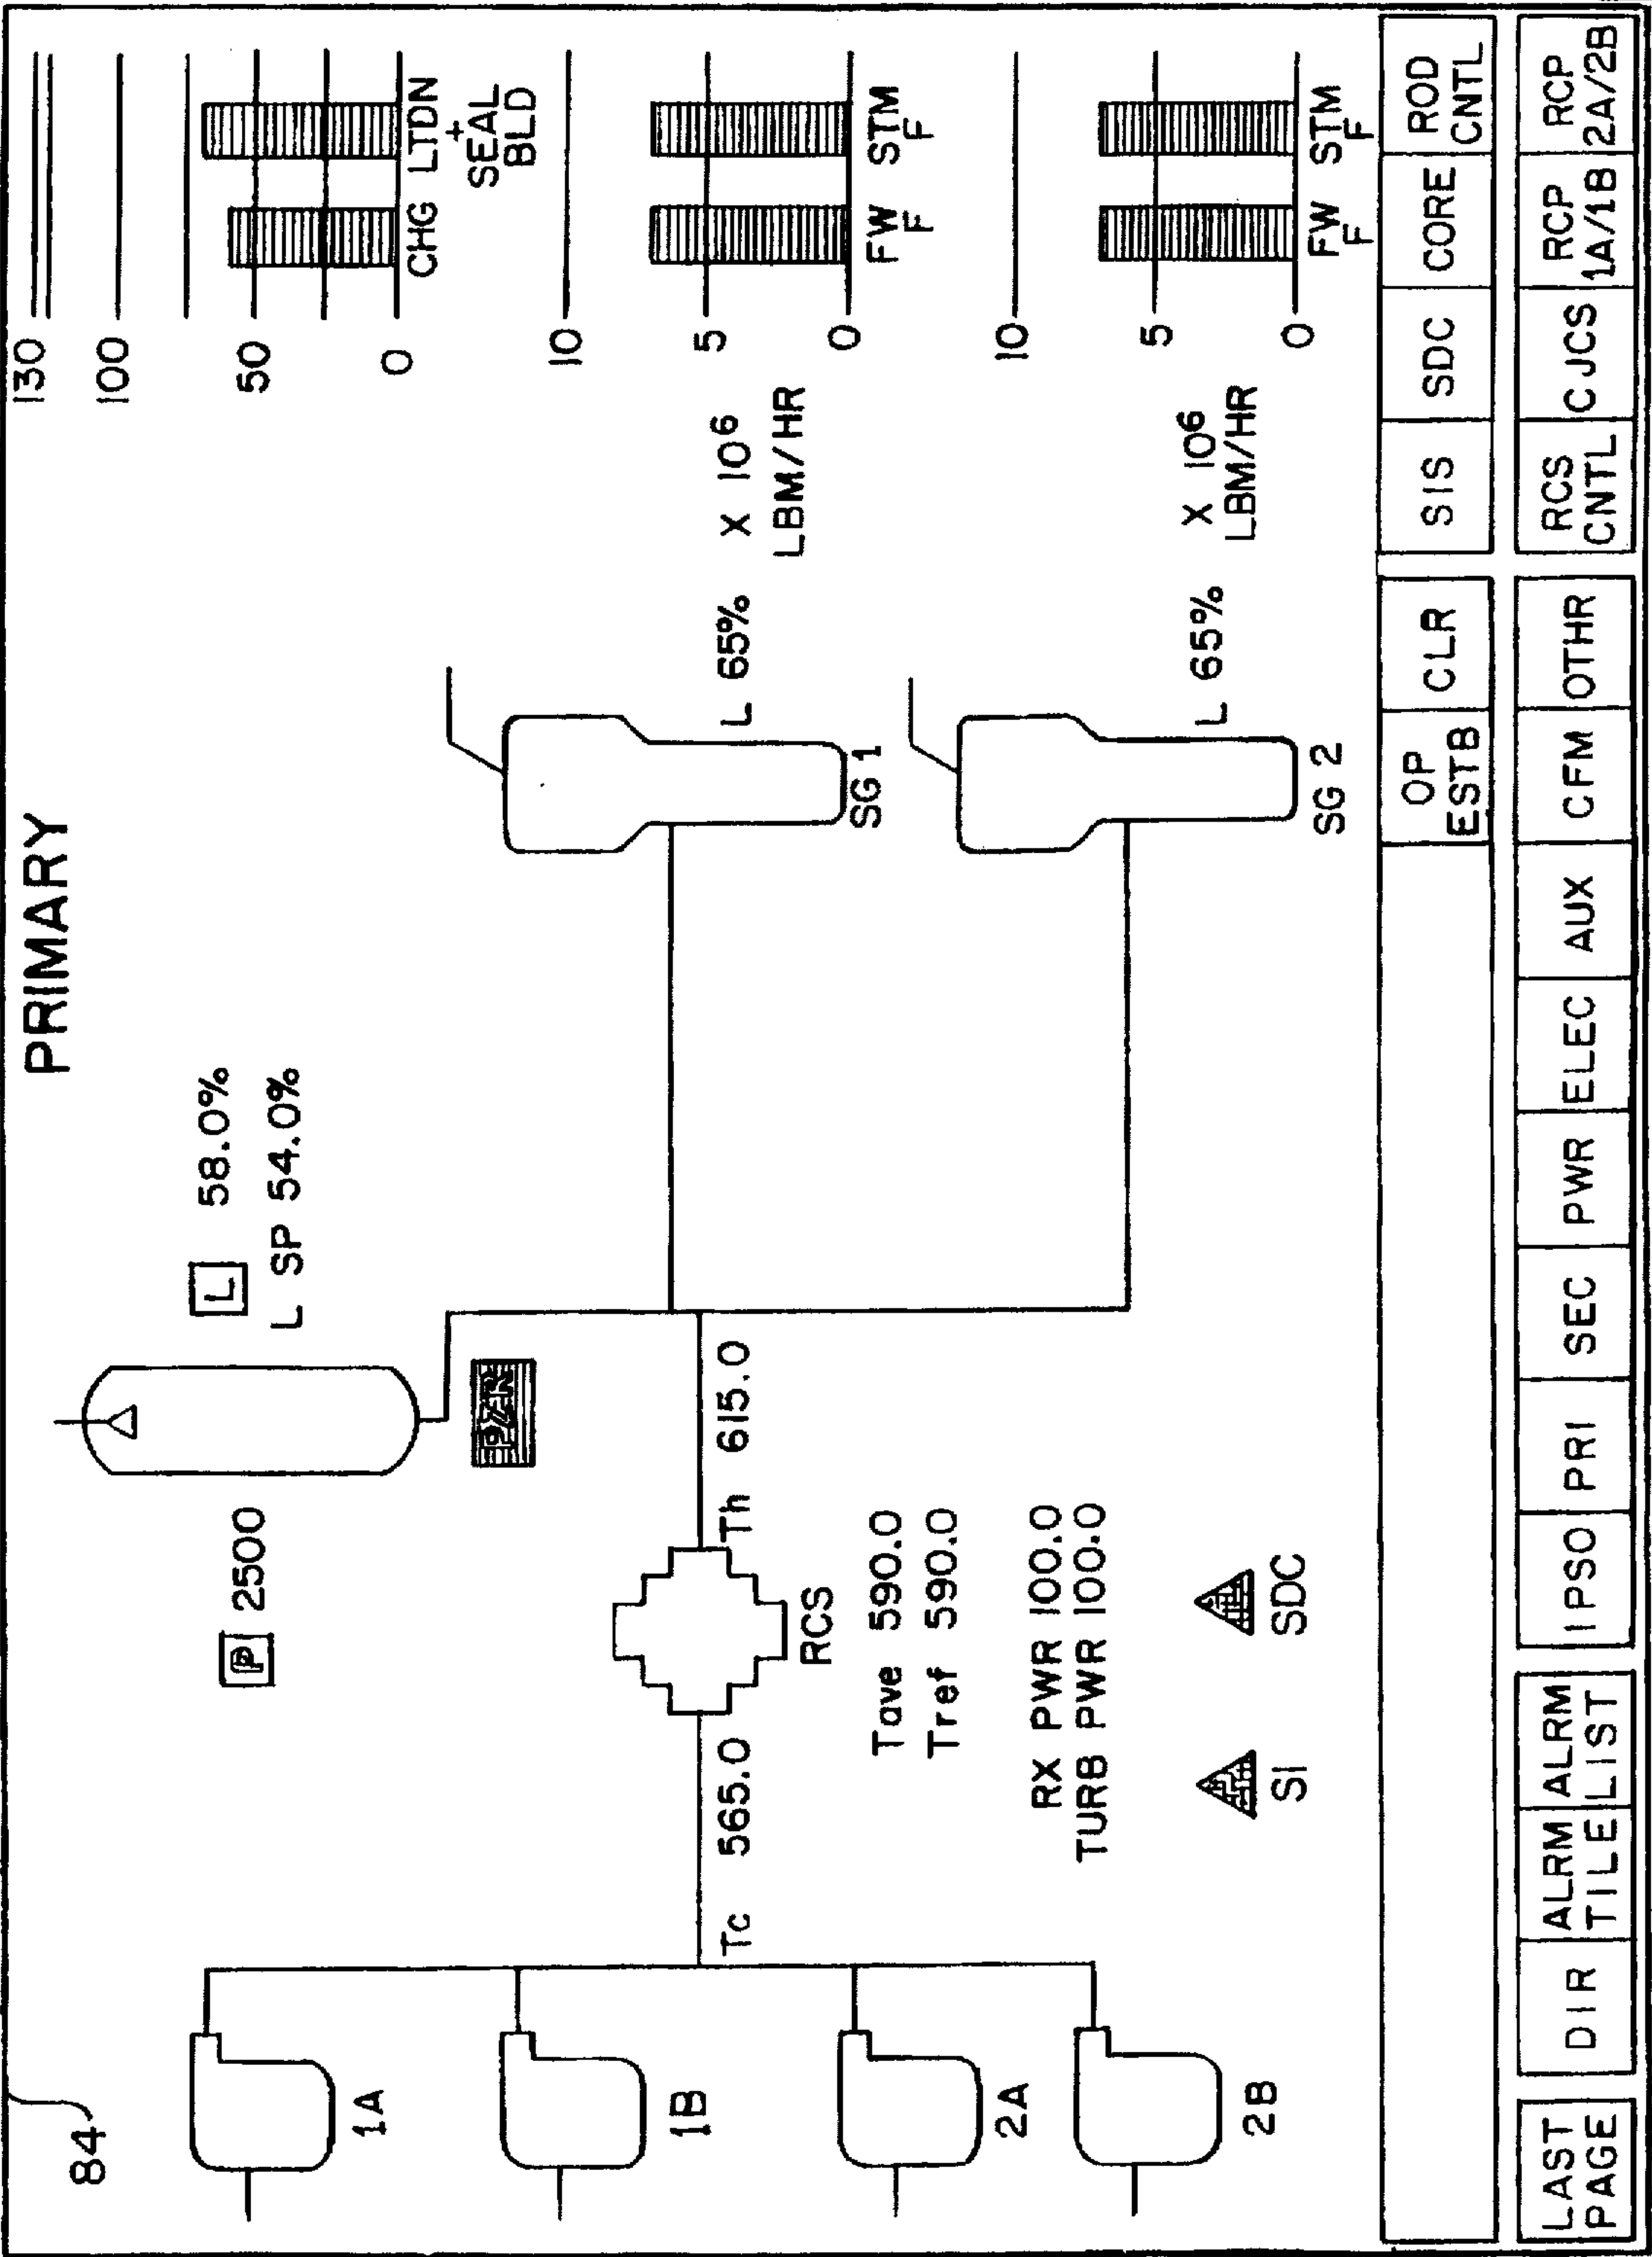 84
PRIMARY
130
100
50
0
CHG
LTDN
+
SEAL
BLD
P 2500
L 58.0%
L SP 54.0%
1A
1B
2A
2B
Tc 565.0
Th 615.0
RCS
Tave 590.0
Tref 590.0
RX PWR 100.0
TURB PWR 100.0
SI
SDC
SG 1
L 65%
X 10⁶
LBM/HR
10
5
0
FW
F
STM
F
SG 2
L 65%
X 10⁶
LBM/HR
10
5
0
FW
F
STM
F
OP
ESTB
CLR
SIS
SDC
CORE
ROD
CNTL
LAST
PAGE
DIR
ALRM
TILE
ALRM
LIST
IPSO
PRI
SEC
PWR
ELEC
AUX
CFM
OTHR
RCS
CNTL
CJCS
RCP
1A/1B
RCP
2A/2B